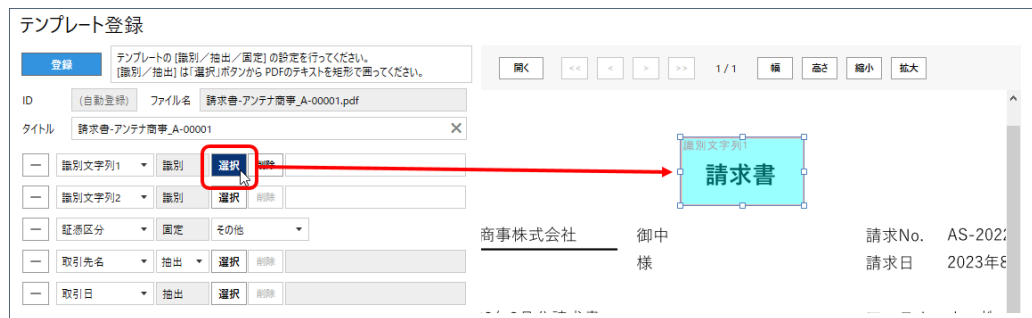 テンプレート登録
登録
テンプレートの [識別／抽出／固定] の設定を行ってください。
[識別／抽出] は「選択」ボタンから PDFのテキストを矩形で囲ってください。
開く << < > >> 1 / 1 幅 高さ 縮小 拡大
ID (自動登録) ファイル名 請求書-アンテナ商事_A-00001.pdf
タイトル 請求書-アンテナ商事_A-00001
識別文字列1 識別 選択 削除
識別文字列2 識別 選択 削除
証憑区分 固定 その他
取引先名 抽出 選択 削除
取引日 抽出 選択 削除
識別文字列1
請求書
商事株式会社 御中 請求No. AS-2022
様 請求日 2023年8